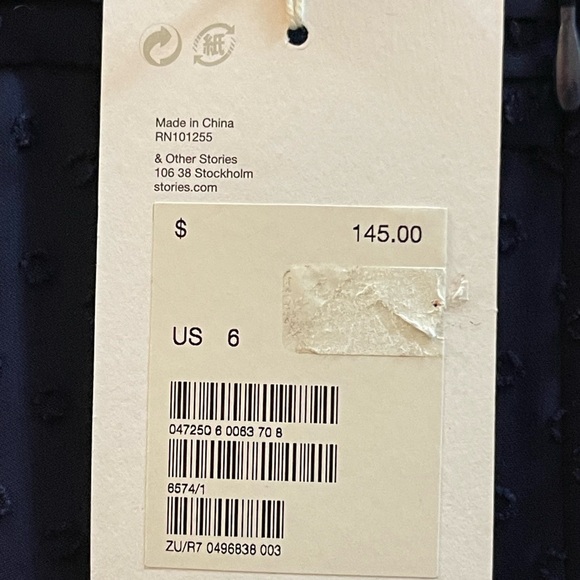 紙
Made in China
RN101255
& Other Stories
106 38 Stockholm
stories.com
$ 145.00
US 6
047250 6 0063 70 8
6574/1
ZU/R7 0496838 003